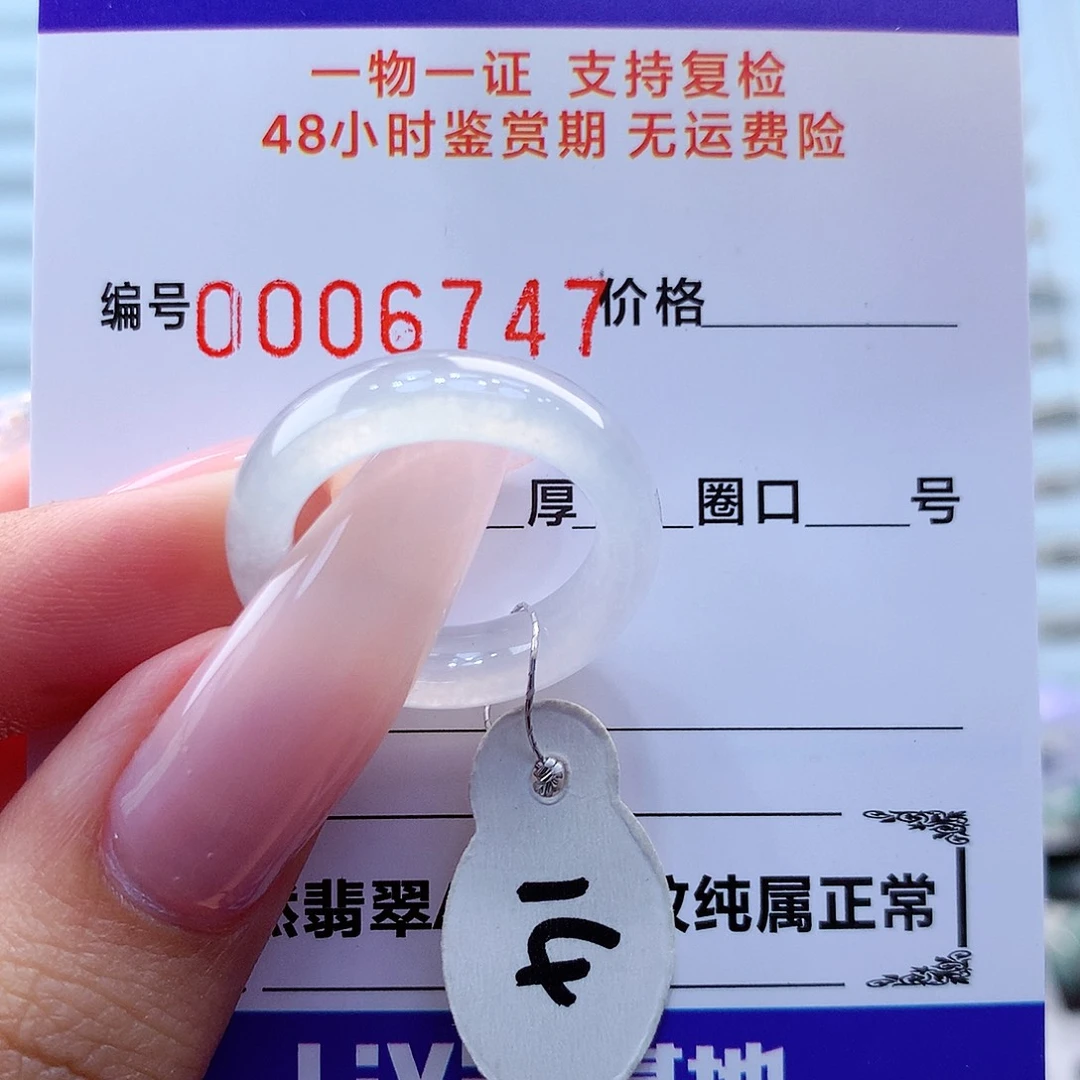 一物一证 支持复检
48小时鉴赏期 无运费险
编号0006747价格
厚 圈口 号
翡翠 纯属正常
基地